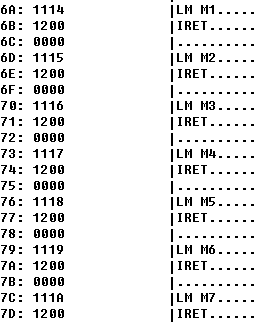 6A: 1114 |LM M1.....
6B: 1200 |IRET......
6C: 0000 |..........
6D: 1115 |LM M2.....
6E: 1200 |IRET......
6F: 0000 |..........
70: 1116 |LM M3.....
71: 1200 |IRET......
72: 0000 |..........
73: 1117 |LM M4.....
74: 1200 |IRET......
75: 0000 |..........
76: 1118 |LM M5.....
77: 1200 |IRET......
78: 0000 |..........
79: 1119 |LM M6.....
7A: 1200 |IRET......
7B: 0000 |..........
7C: 111A |LM M7.....
7D: 1200 |IRET......